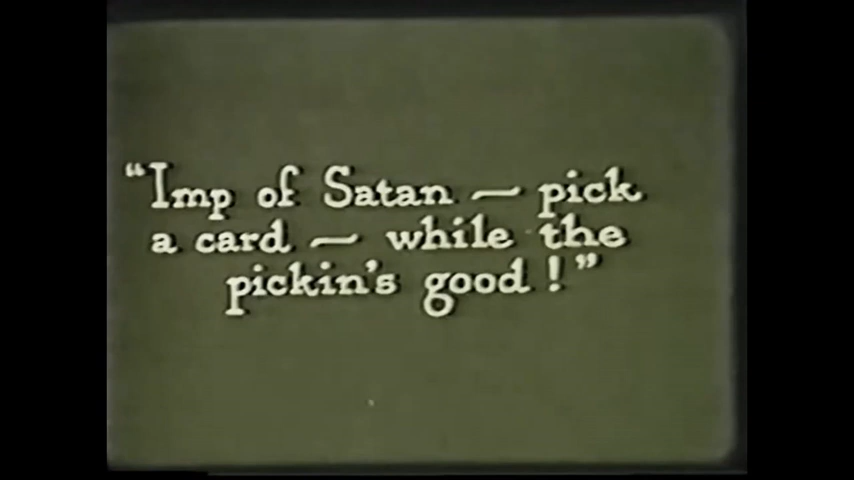 “Imp of Satan — pick
a card — while the
pickin's good!”